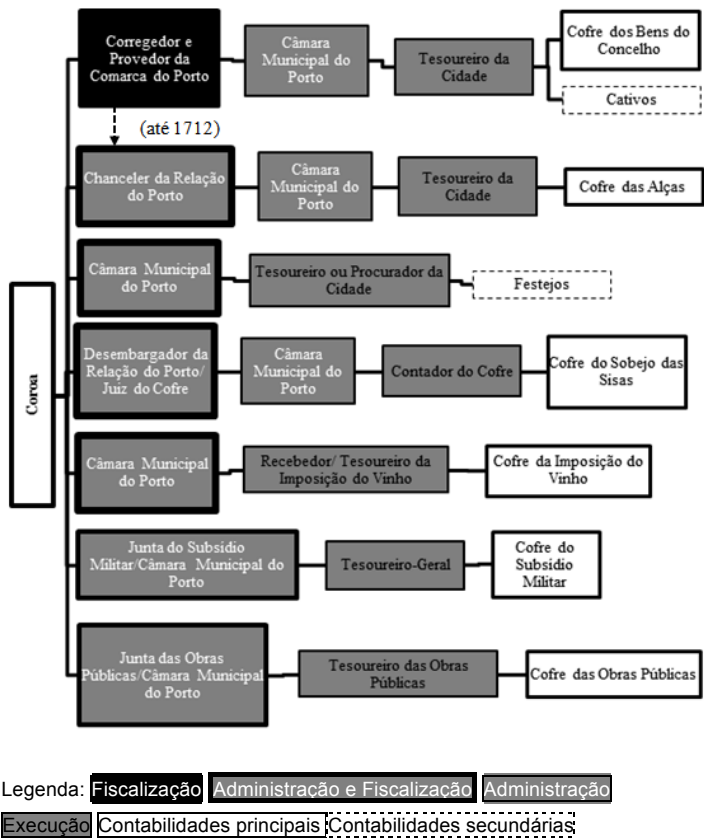 Corregedor e
Provedor da
Comarca do Porto
Câmara
Municipal do
Porto
Tesoureiro da
Cidade
Cofre dos Bens do
Concelho
Cativos
(até 1712)
Chanceler da Relação
do Porto
Câmara
Municipal do
Porto
Tesoureiro da
Cidade
Cofre das Alças
Câmara Municipal
do Porto
Tesoureiro ou Procurador da
Cidade
Festejos
Coroa
Desembargador da
Relação do Porto/
Juiz do Cofre
Câmara
Municipal do
Porto
Contador do Cofre
Cofre do Sobejo das
Sisas
Câmara Municipal
do Porto
Recebedor/ Tesoureiro da
Imposição do Vinho
Cofre da Imposição do
Vinho
Junta do Subsídio
Militar/Câmara Municipal do
Porto
Tesoureiro-Geral
Cofre do
Subsídio
Militar
Junta das Obras
Públicas/Câmara Municipal
do Porto
Tesoureiro das Obras
Públicas
Cofre das Obras Públicas
Legenda: Fiscalização Administração e Fiscalização Administração
Execução Contabilidades principais Contabilidades secundárias